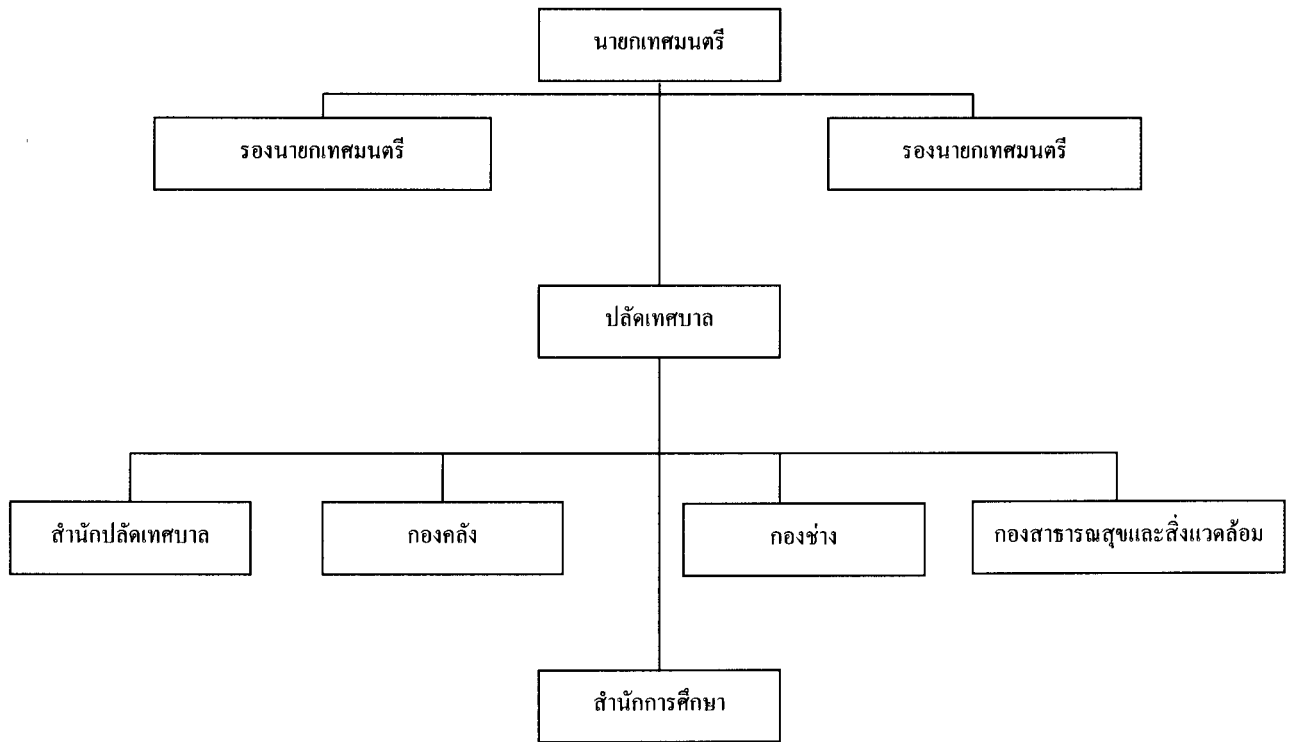 นายกเทศมนตรี
รองนายกเทศมนตรี
รองนายกเทศมนตรี
ปลัดเทศบาล
สำนักปลัดเทศบาล
กองคลัง
กองช่าง
กองสาธารณสุขและสิ่งแวดล้อม
สำนักการศึกษา